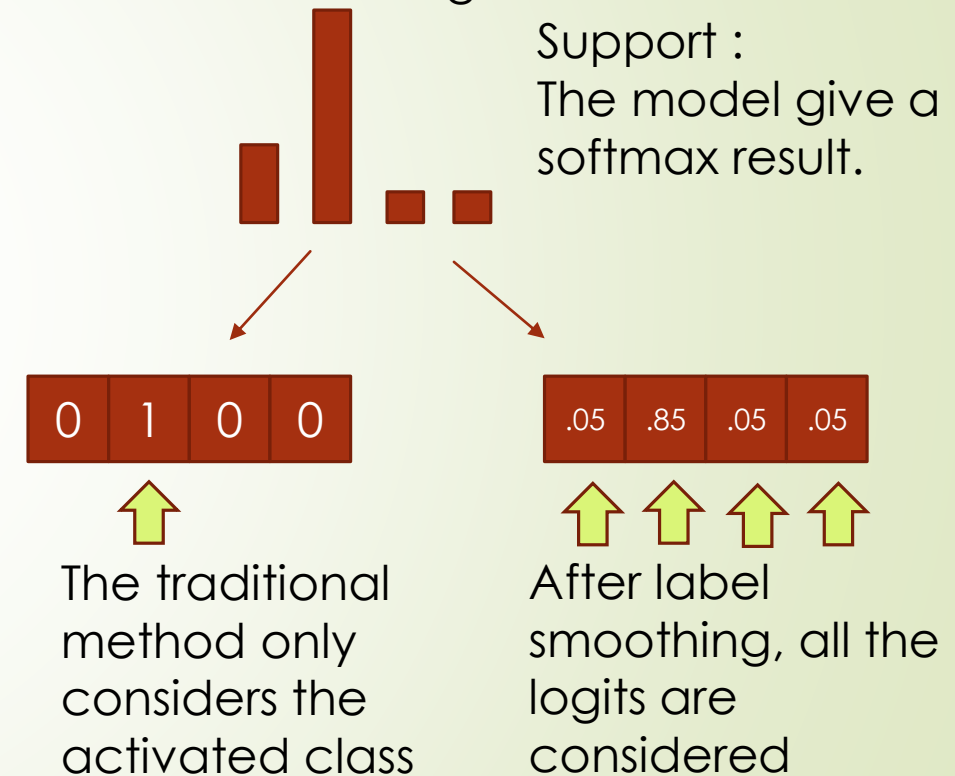 Support :
The model give a
softmax result.
0 1 0 0
.05 .85 .05 .05
The traditional
method only
considers the
activated class
After label
smoothing, all the
logits are
considered